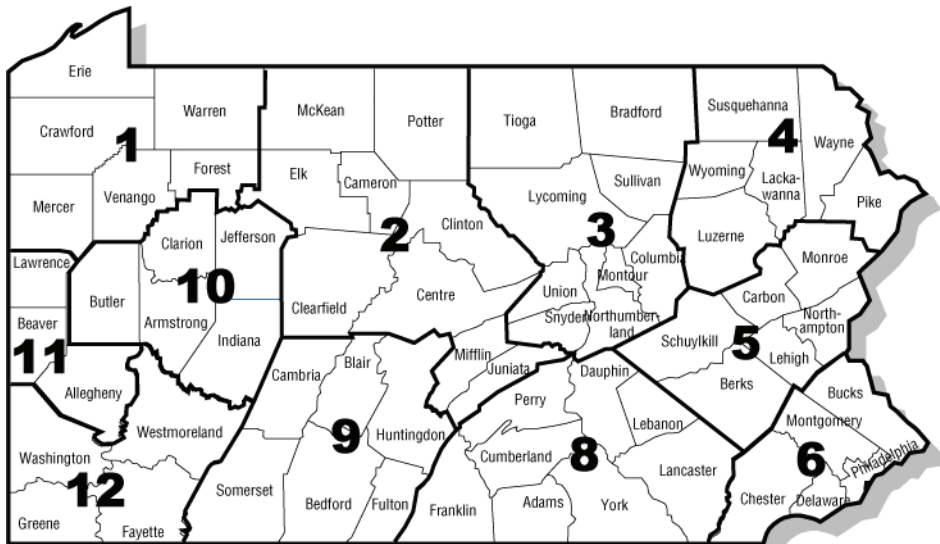 Erie
Warren
McKean
Potter
Tioga
Bradford
Susquehanna
Wayne
Crawford
1
4
Forest
Elk
Cameron
Wyoming
Lacka-
wanna
Sullivan
Lycoming
Venango
Mercer
Pike
Clinton
2
3
Clarion
Jefferson
Luzerne
Columbia
Monroe
Lawrence
Montour
10
Butler
Clearfield
Centre
Union
Carbon
Beaver
Armstrong
Snyder
Northumber-
land
North-
ampton
Indiana
Schuylkill
5
11
Mifflin
Blair
Juniata
Lehigh
Cambria
Dauphin
Berks
Allegheny
Bucks
Perry
Montgomery
Westmoreland
9
Huntingdon
Lebanon
8
6
Washington
Cumberland
Philadelphia
12
Somerset
Lancaster
Bedford
Fulton
Franklin
Adams
York
Chester
Delaware
Greene
Fayette